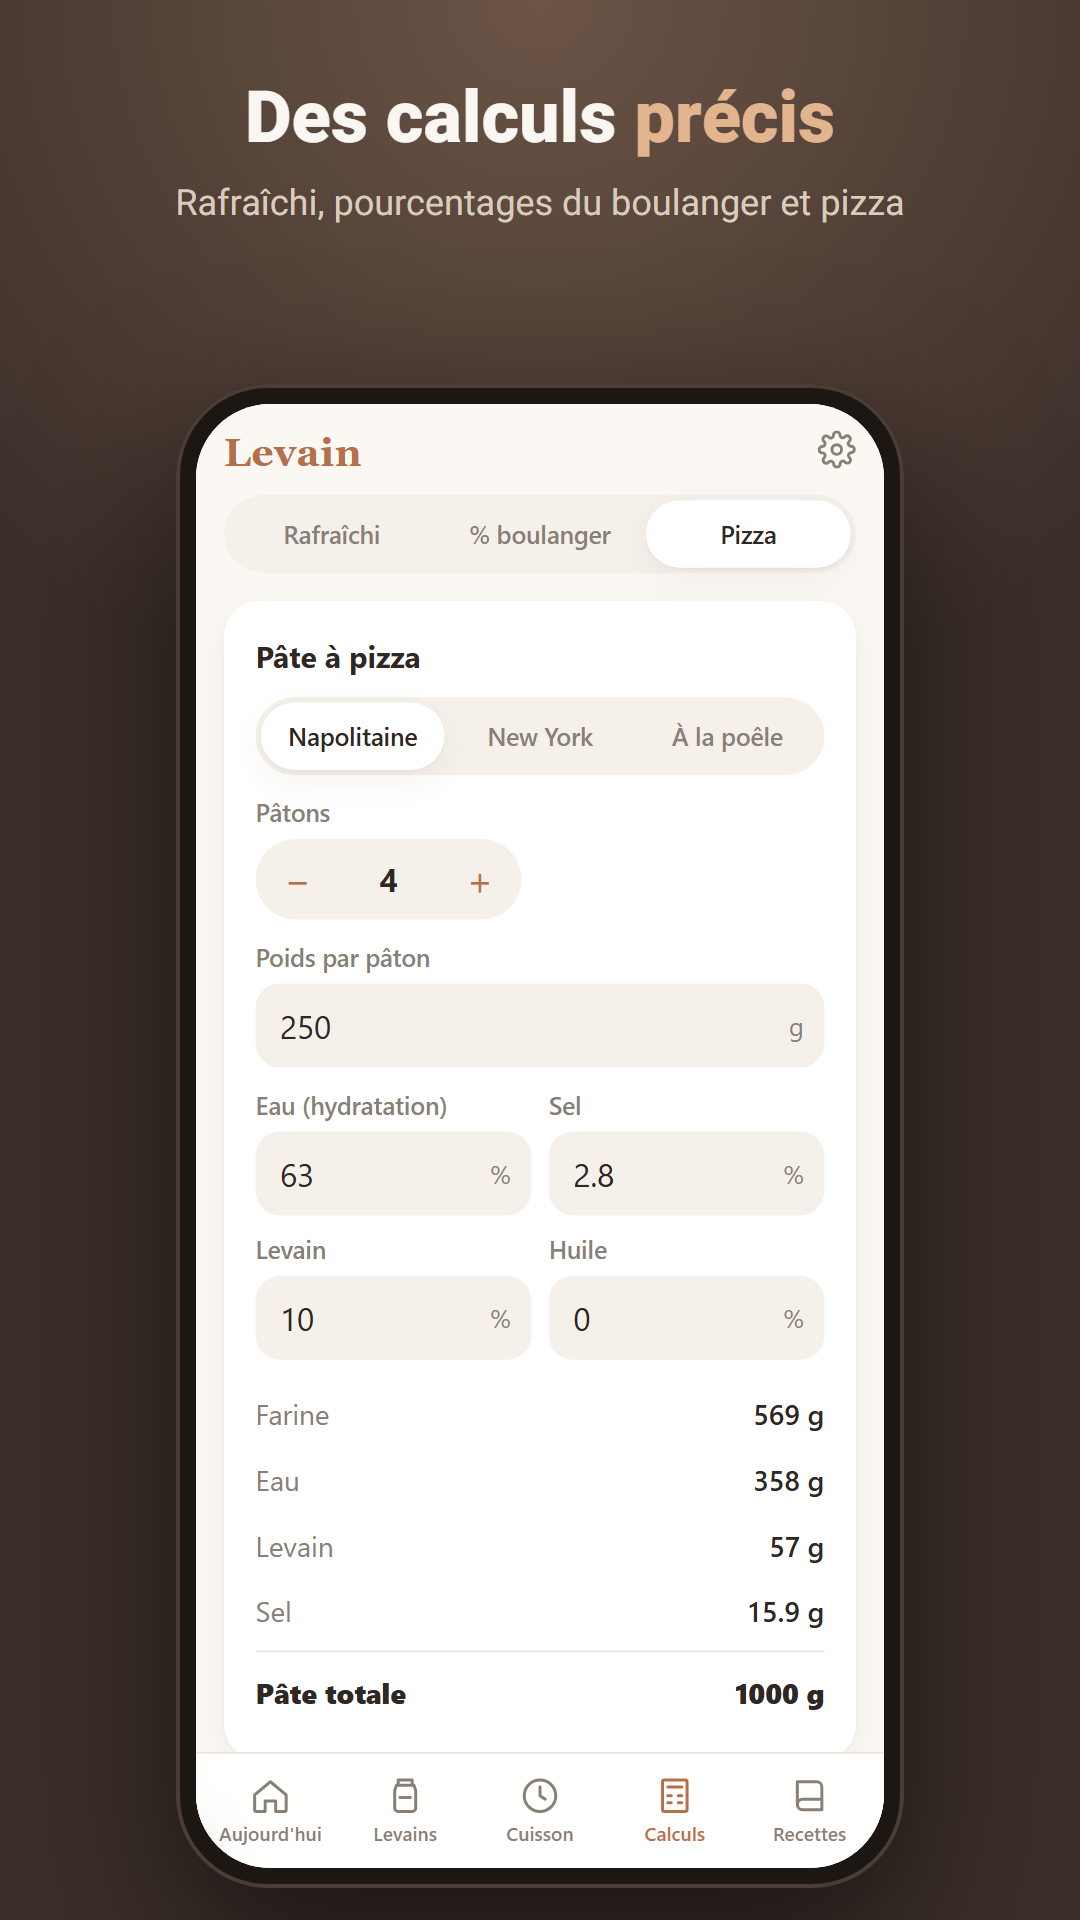 Des calculs précis
Rafraîchi, pourcentages du boulanger et pizza
Levain
Rafraîchi % boulanger Pizza
Pâte à pizza
Napolitaine New York À la poêle
Pâtons
− 4 +
Poids par pâton
250 g
Eau (hydratation) Sel
63 % 2.8 %
Levain Huile
10 % 0 %
Farine 569 g
Eau 358 g
Levain 57 g
Sel 15.9 g
Pâte totale 1000 g
Aujourd'hui Levains Cuisson Calculs Recettes